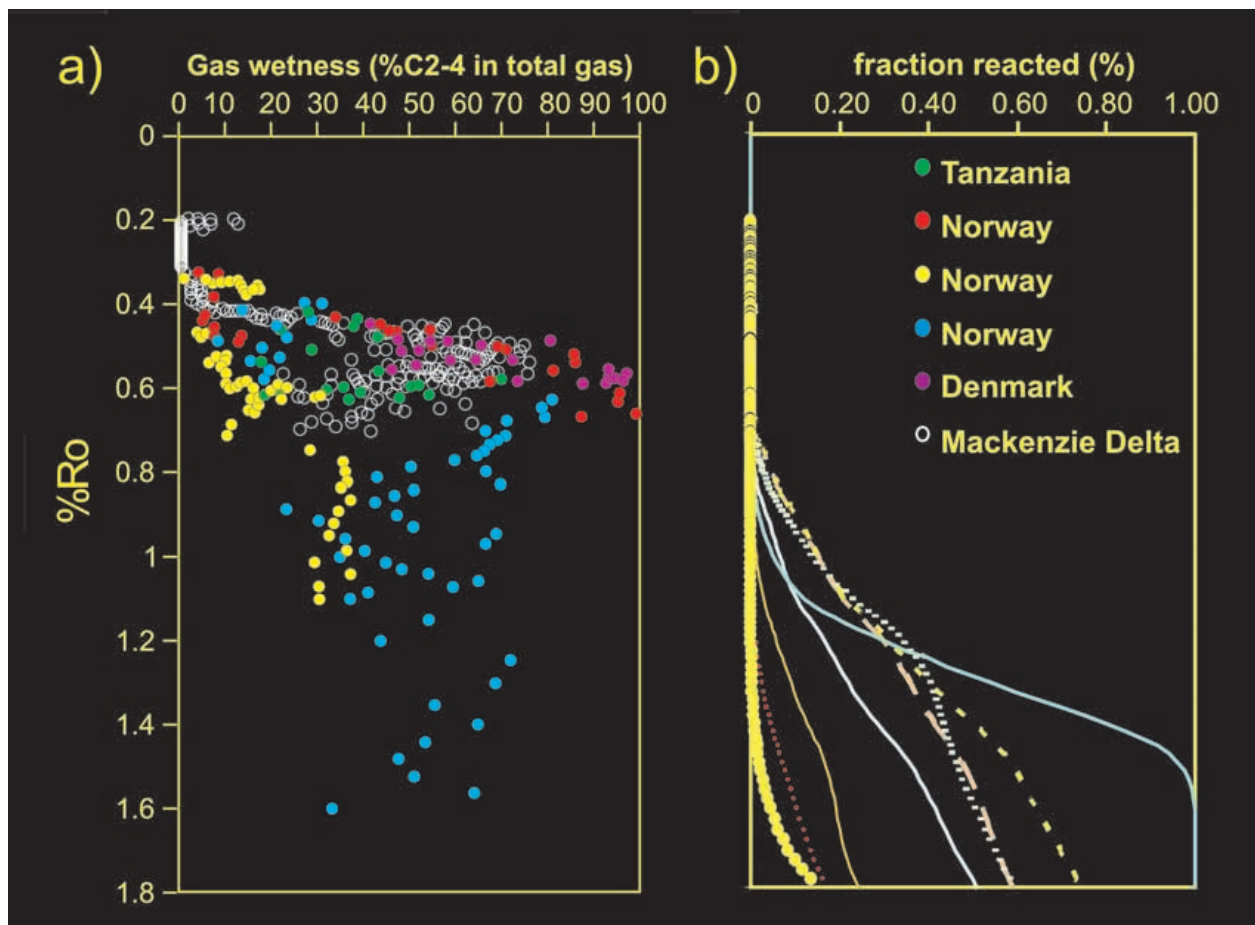 a)
Gas wetness (%C2-4 in total gas)
0 10 20 30 40 50 60 70 80 90 100
0
0.2
0.4
0.6
0.8
1
1.2
1.4
1.6
1.8
%Ro
b)
fraction reacted (%)
0 0.20 0.40 0.60 0.80 1.00
Tanzania
Norway
Norway
Norway
Denmark
Mackenzie Delta